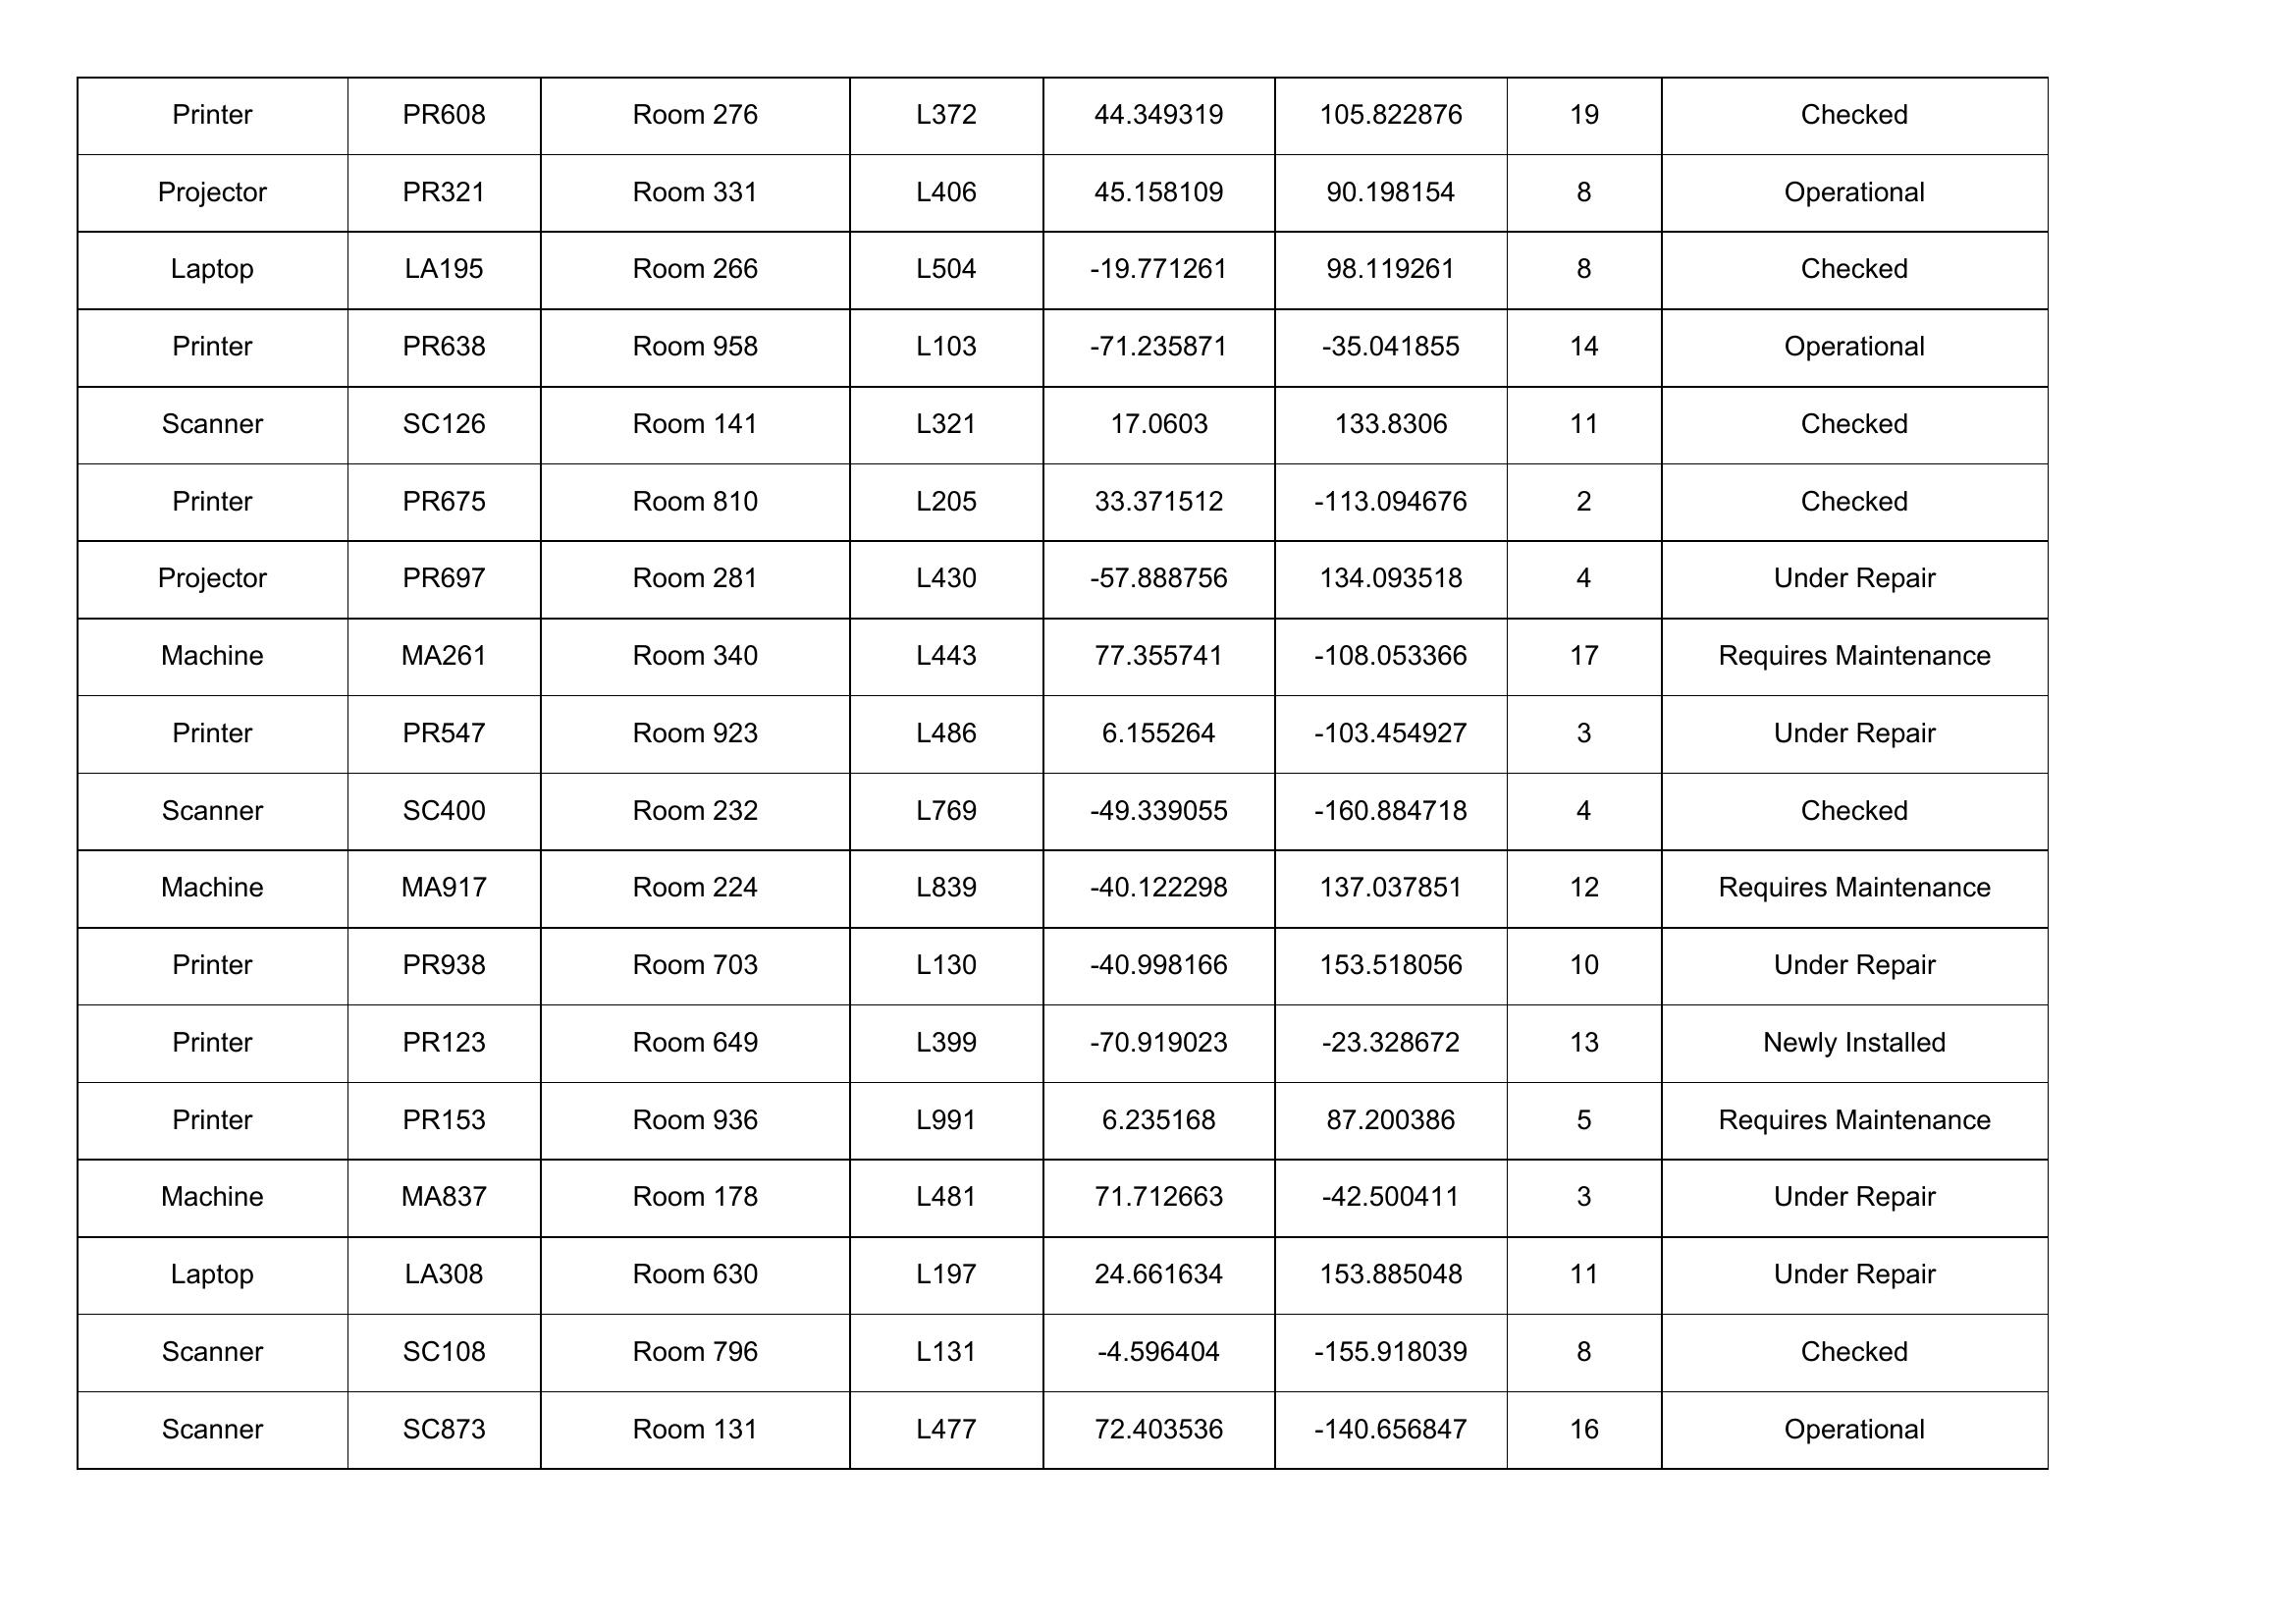 Printer PR608 Room 276 L372 44.349319 105.822876 19 Checked
Projector PR321 Room 331 L406 45.158109 90.198154 8 Operational
Laptop LA195 Room 266 L504 -19.771261 98.119261 8 Checked
Printer PR638 Room 958 L103 -71.235871 -35.041855 14 Operational
Scanner SC126 Room 141 L321 17.0603 133.8306 11 Checked
Printer PR675 Room 810 L205 33.371512 -113.094676 2 Checked
Projector PR697 Room 281 L430 -57.888756 134.093518 4 Under Repair
Machine MA261 Room 340 L443 77.355741 -108.053366 17 Requires Maintenance
Printer PR547 Room 923 L486 6.155264 -103.454927 3 Under Repair
Scanner SC400 Room 232 L769 -49.339055 -160.884718 4 Checked
Machine MA917 Room 224 L839 -40.122298 137.037851 12 Requires Maintenance
Printer PR938 Room 703 L130 -40.998166 153.518056 10 Under Repair
Printer PR123 Room 649 L399 -70.919023 -23.328672 13 Newly Installed
Printer PR153 Room 936 L991 6.235168 87.200386 5 Requires Maintenance
Machine MA837 Room 178 L481 71.712663 -42.500411 3 Under Repair
Laptop LA308 Room 630 L197 24.661634 153.885048 11 Under Repair
Scanner SC108 Room 796 L131 -4.596404 -155.918039 8 Checked
Scanner SC873 Room 131 L477 72.403536 -140.656847 16 Operational